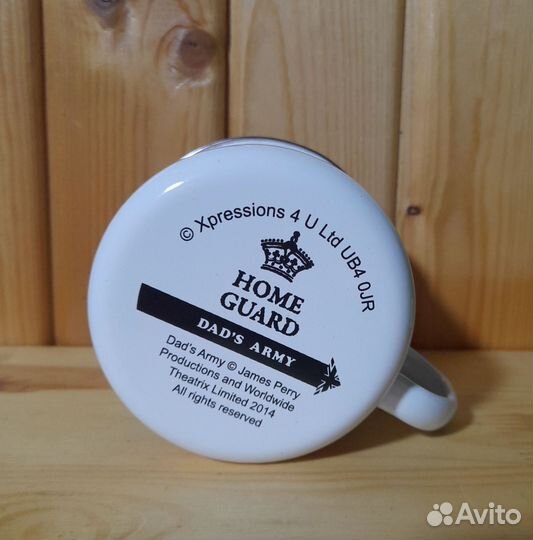 © Xpressions 4 U Ltd UB4 0JR
HOME
GUARD
DAD'S ARMY
Dad's Army © James Perry
Productions and Worldwide
Theatrix Limited 2014
All rights reserved
Avito